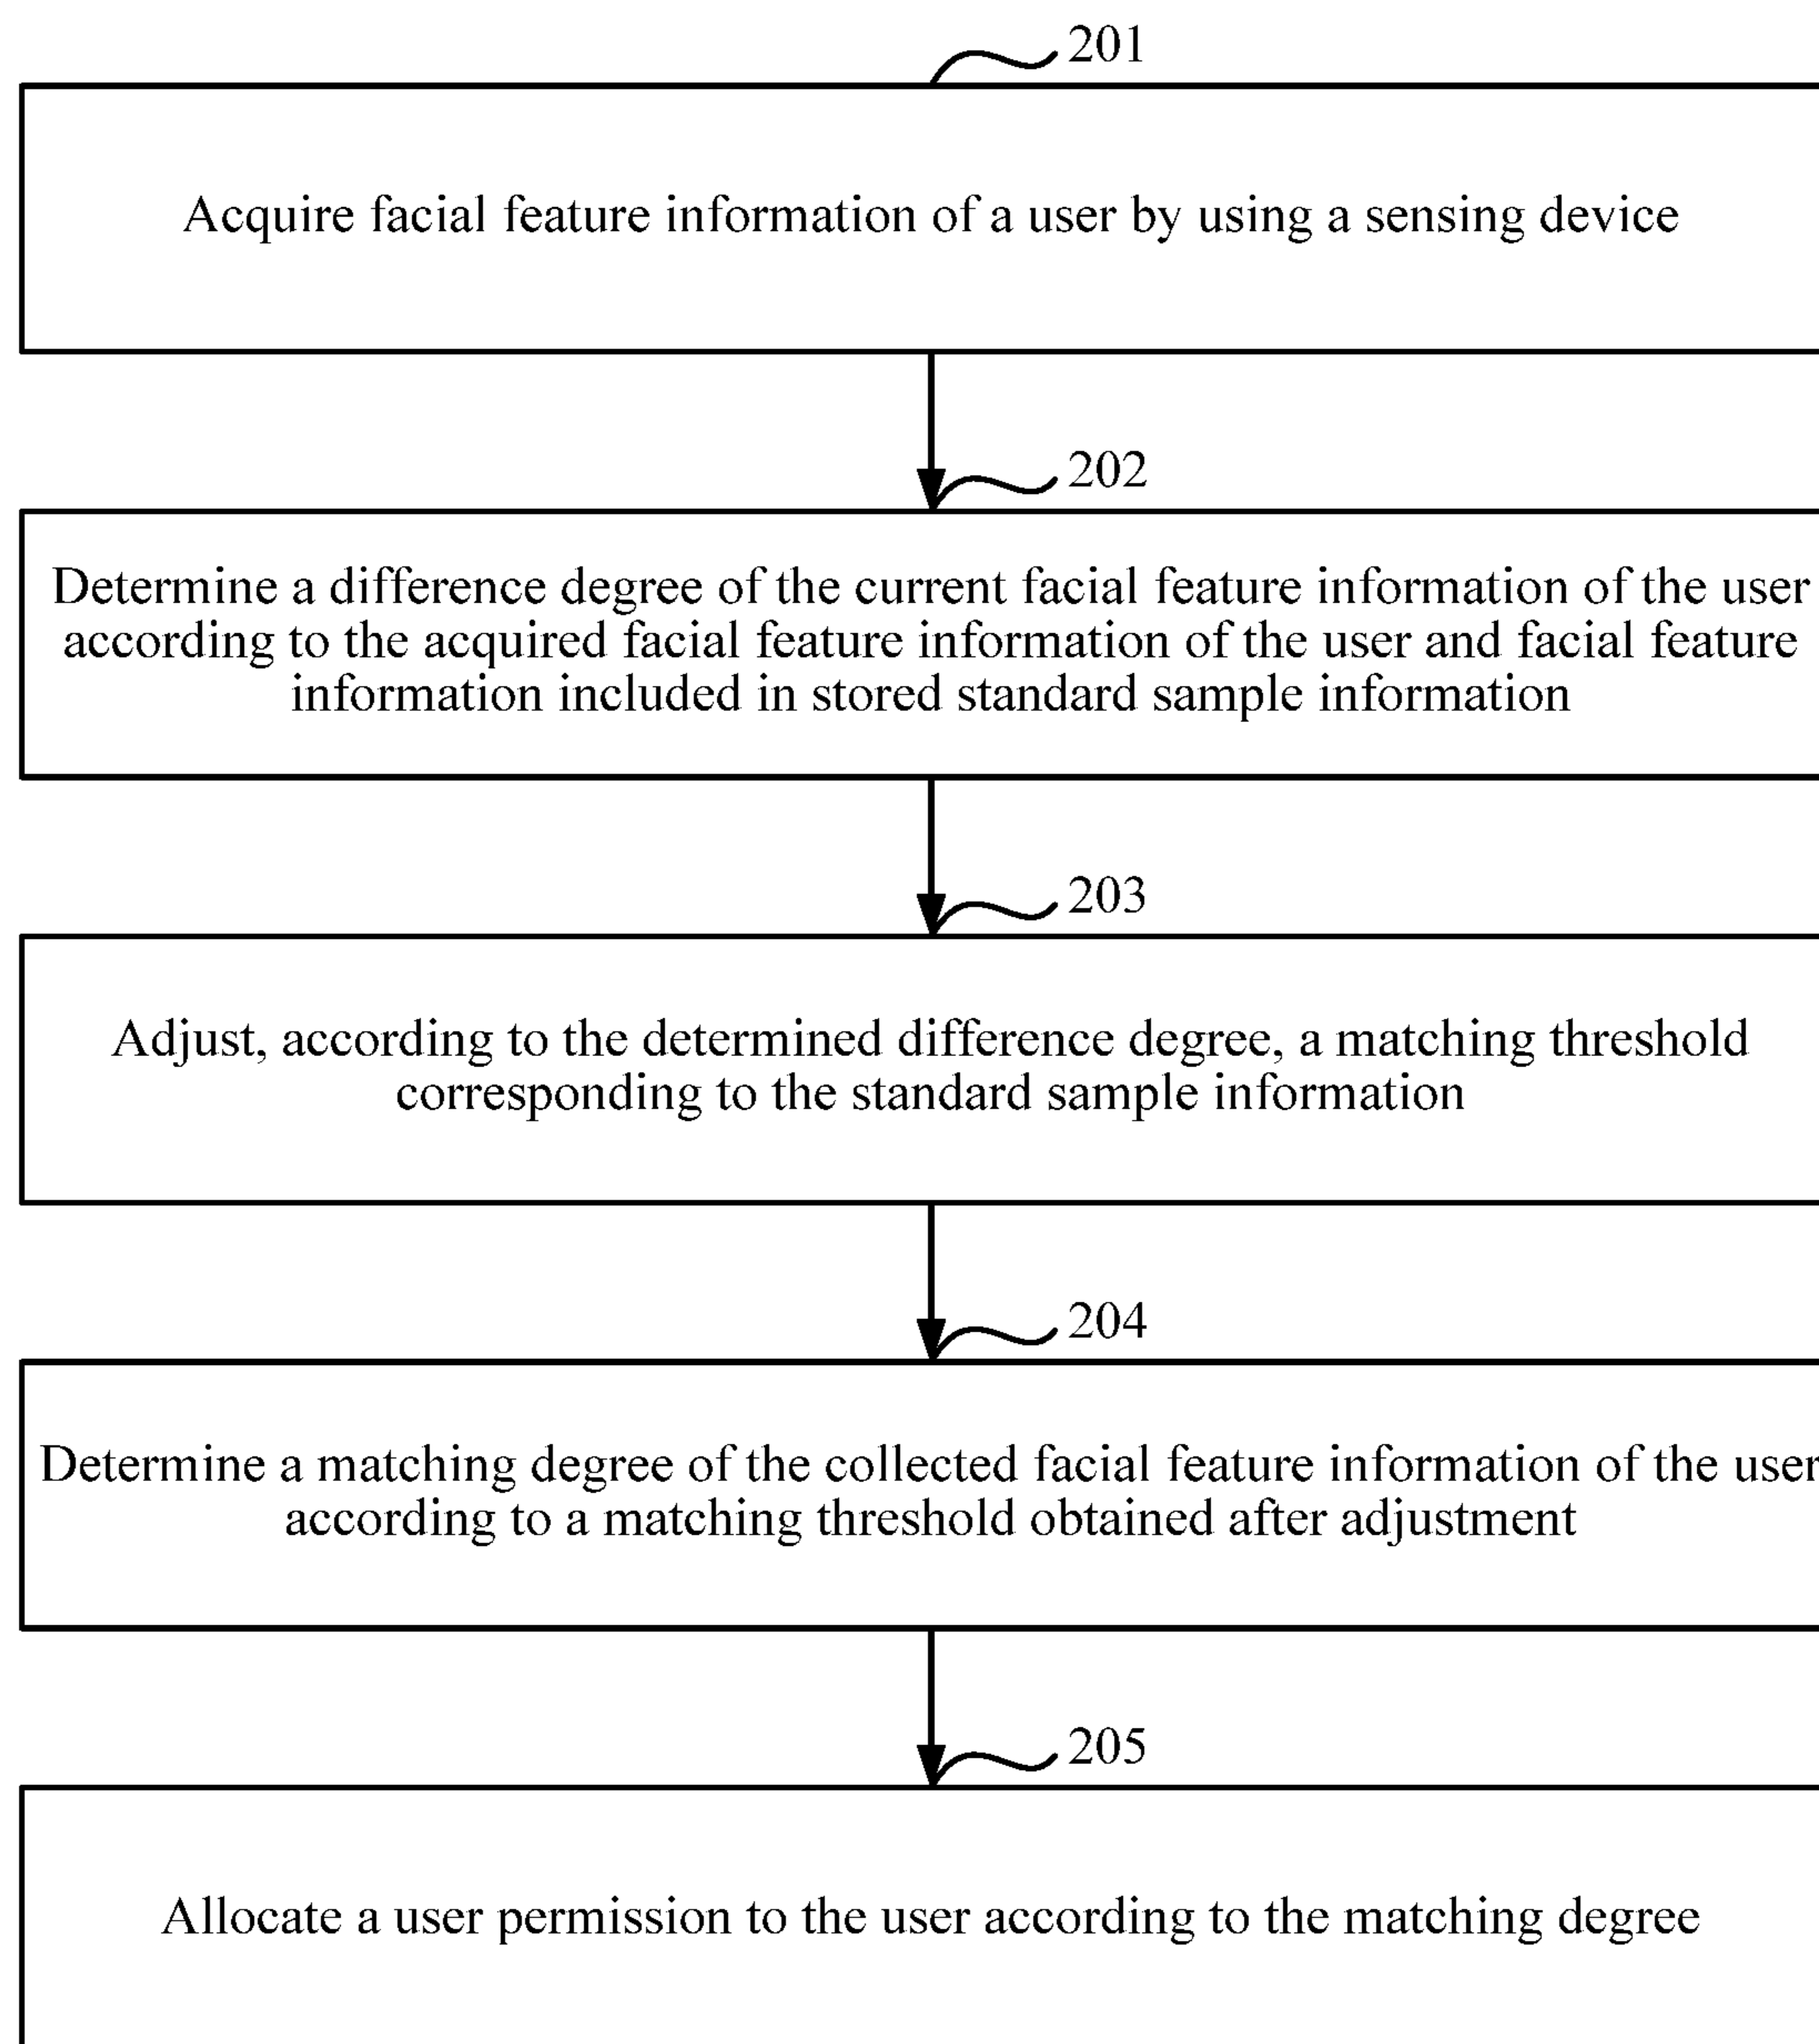 201
Acquire facial feature information of a user by using a sensing device
202
Determine a difference degree of the current facial feature information of the user
according to the acquired facial feature information of the user and facial feature
information included in stored standard sample information
203
Adjust, according to the determined difference degree, a matching threshold
corresponding to the standard sample information
204
Determine a matching degree of the collected facial feature information of the user
according to a matching threshold obtained after adjustment
205
Allocate a user permission to the user according to the matching degree